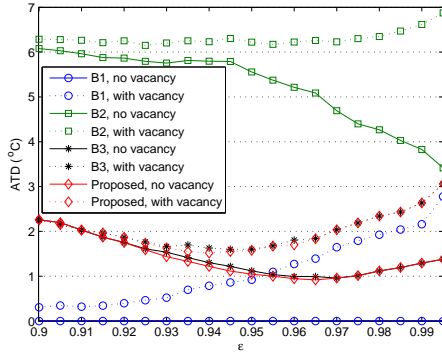 7
6
5
4
3
2
1
0
ATD (°C)
B1, no vacancy
B1, with vacancy
B2, no vacancy
B2, with vacancy
B3, no vacancy
B3, with vacancy
Proposed, no vacancy
Proposed, with vacancy
0.9 0.91 0.92 0.93 0.94 0.95 0.96 0.97 0.98 0.99
ε